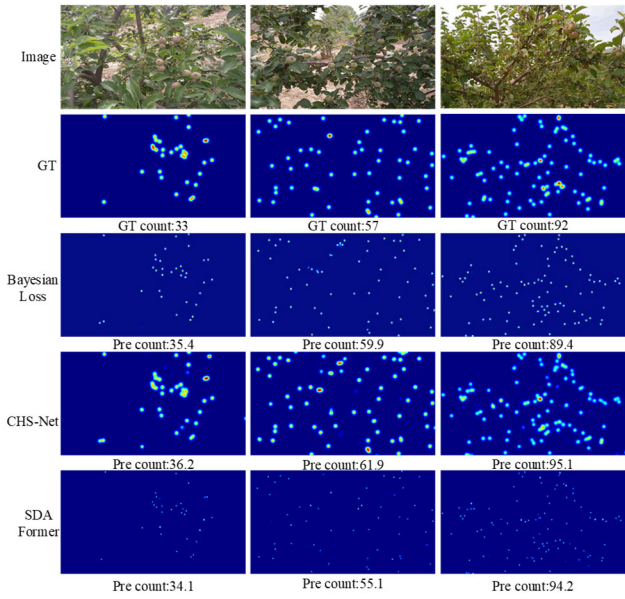 Image
GT
GT count:33
GT count:57
GT count:92
Bayesian
Loss
Pre count:35.4
Pre count:59.9
Pre count:89.4
CHS-Net
Pre count:36.2
Pre count:61.9
Pre count:95.1
SDA
Former
Pre count:34.1
Pre count:55.1
Pre count:94.2